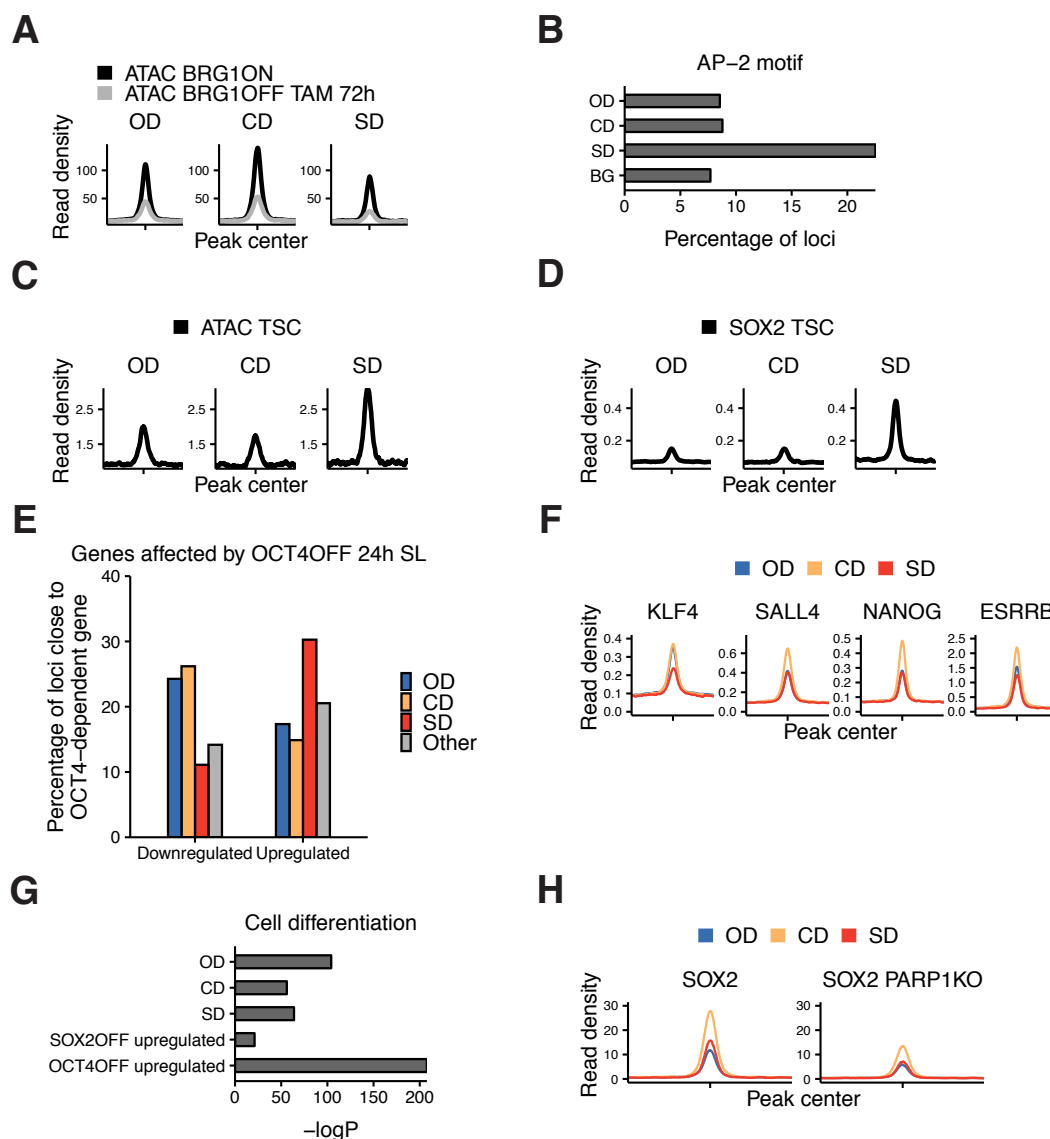 A
ATAC BRG1ON
ATAC BRG1OFF TAM 72h
OD CD SD
Read density
100 100 100
50 50 50
Peak center
B
AP−2 motif
OD
CD
SD
BG
0 5 10 15 20
Percentage of loci
C
ATAC TSC
OD CD SD
Read density
2.5 2.5 2.5
1.5 1.5 1.5
Peak center
D
SOX2 TSC
OD CD SD
Read density
0.4 0.4 0.4
0.2 0.2 0.2
Peak center
E
Genes affected by OCT4OFF 24h SL
Percentage of loci close to
OCT4−dependent gene
40
30
20
10
0
Downregulated Upregulated
OD
CD
SD
Other
F
OD CD SD
KLF4 SALL4 NANOG ESRRB
Read density
0.4
0.3
0.2
0.1
0.0
0.6
0.4
0.2
0.0
0.5
0.4
0.3
0.2
0.1
0.0
2.5
2.0
1.5
1.0
0.5
0.0
Peak center
G
Cell differentiation
OD
CD
SD
SOX2OFF upregulated
OCT4OFF upregulated
0 50 100 150 200
−logP
H
OD CD SD
SOX2 SOX2 PARP1KO
Read density
30 30
20 20
10 10
0 0
Peak center